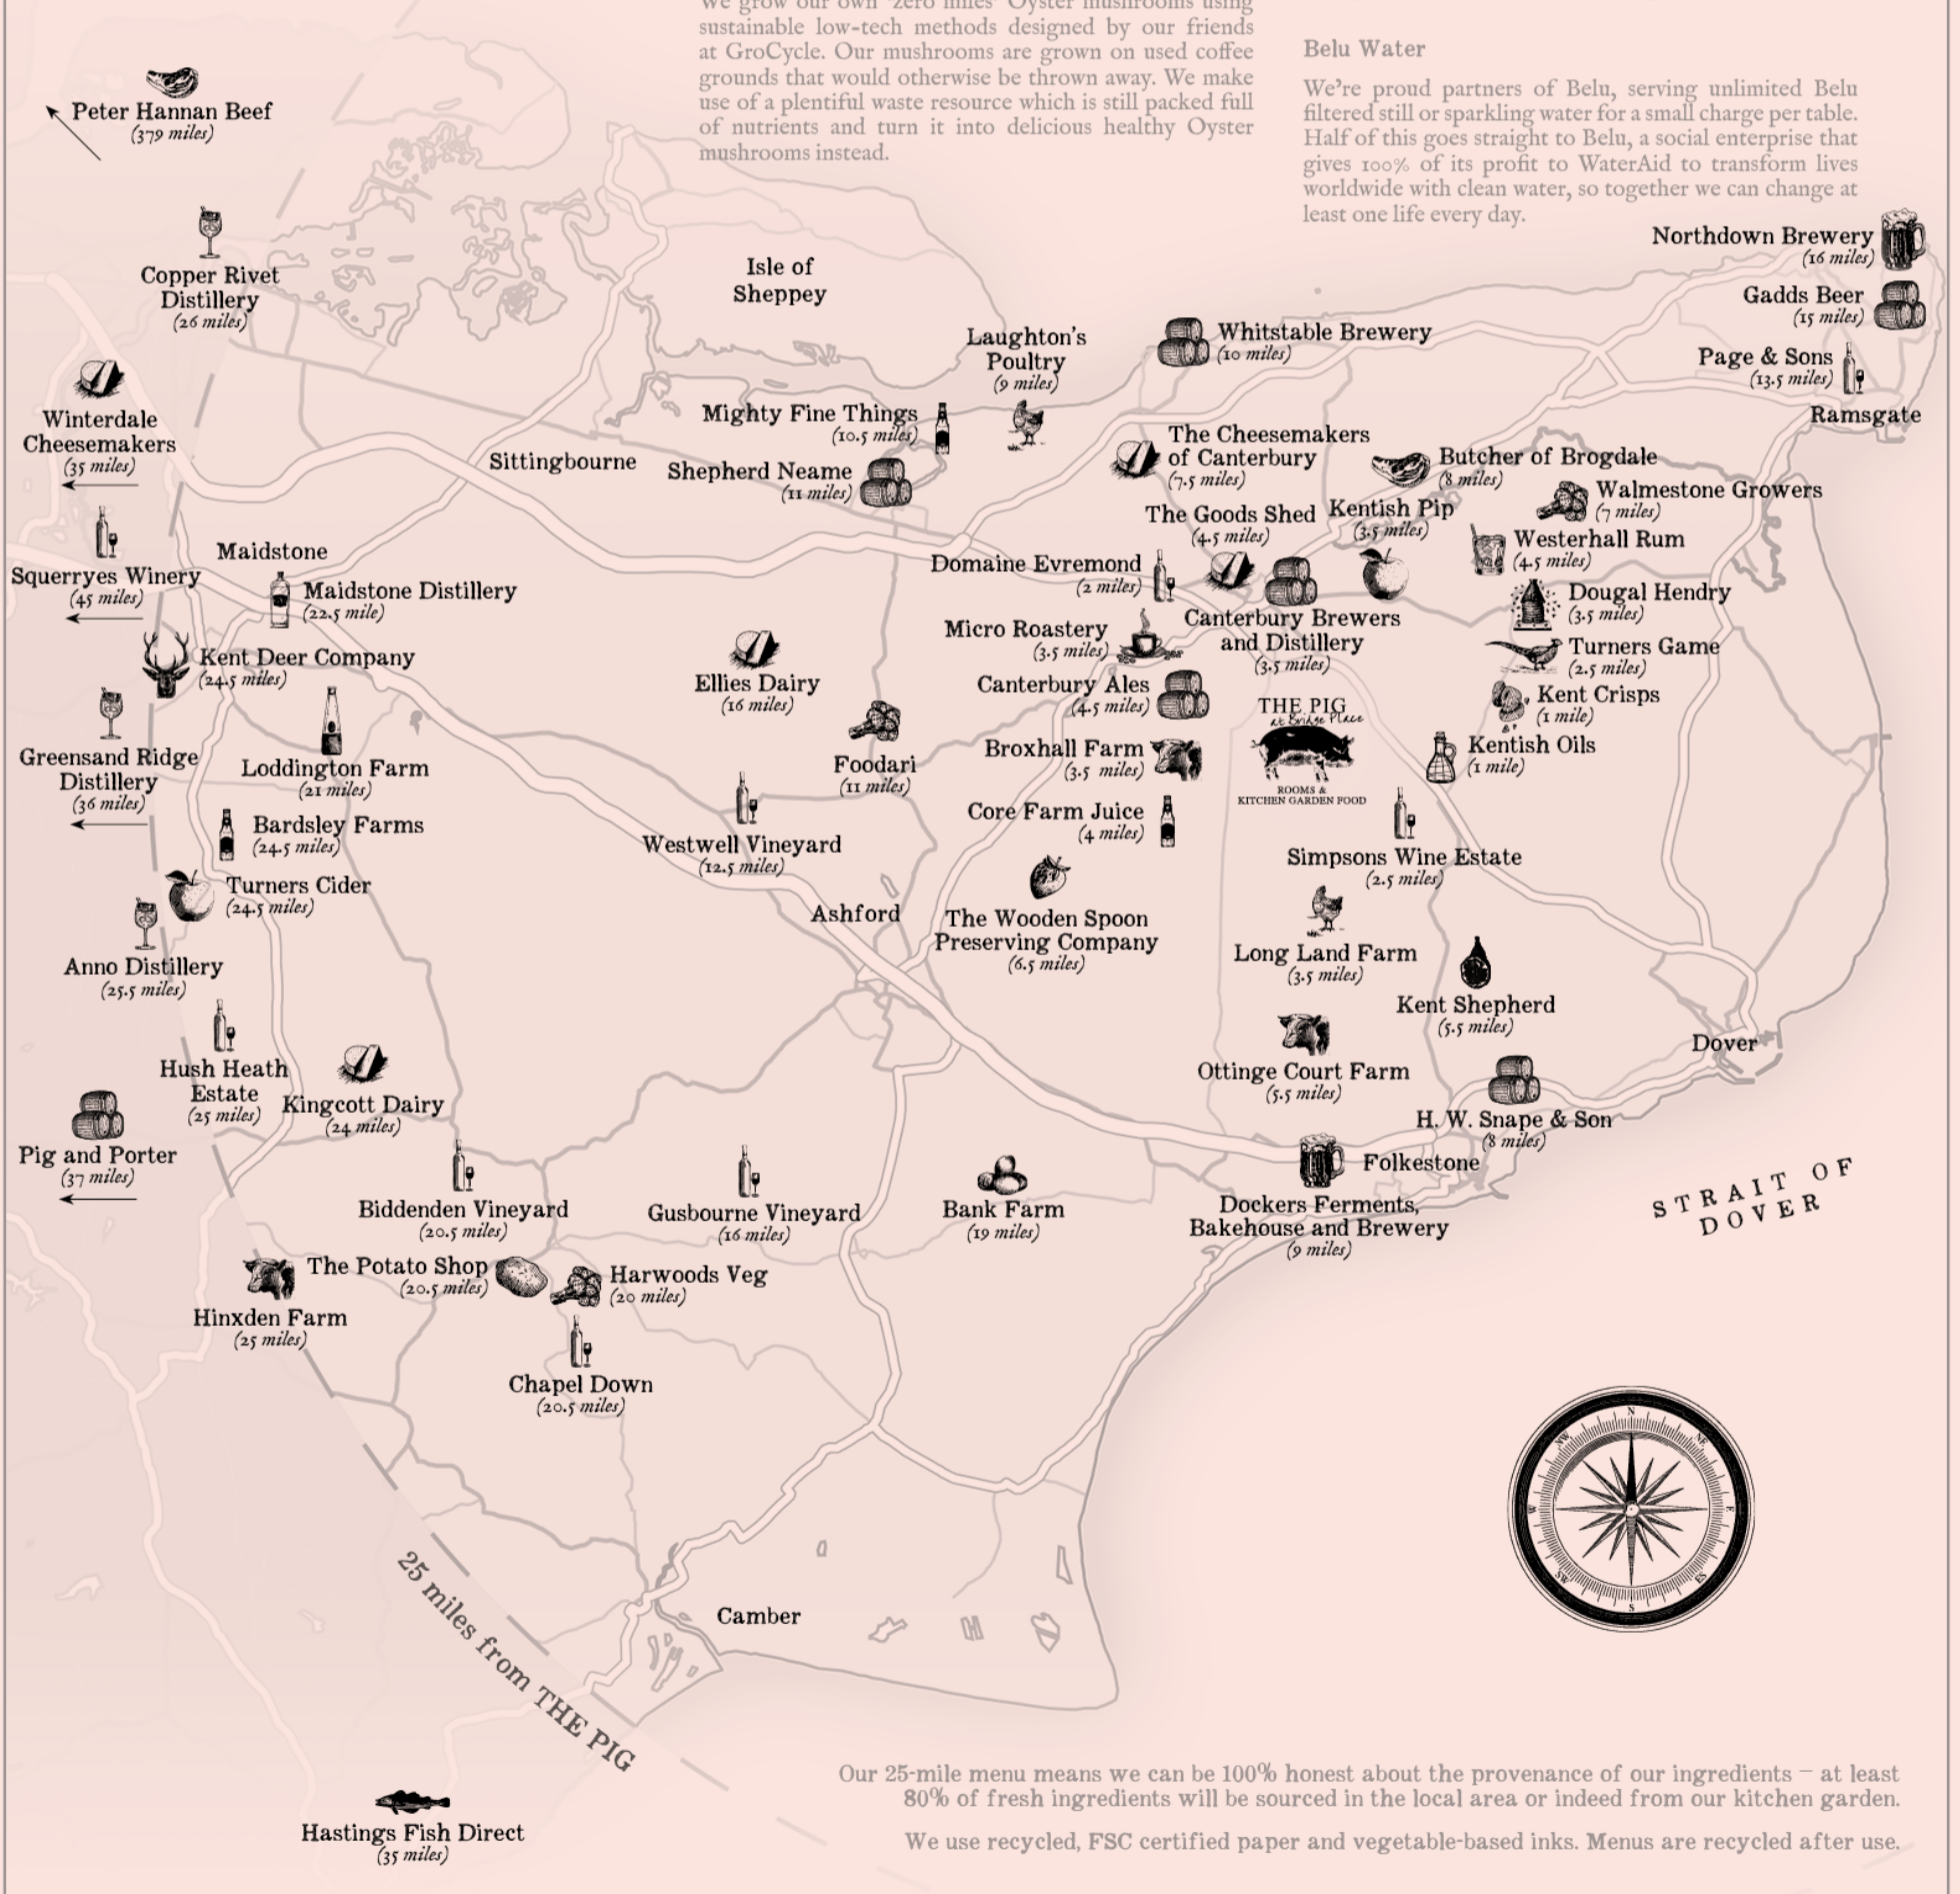 We grow our own 'zero miles' Oyster mushrooms using
sustainable low-tech methods designed by our friends
at GroCycle. Our mushrooms are grown on used coffee
grounds that would otherwise be thrown away. We make
use of a plentiful waste resource which is still packed full
of nutrients and turn it into delicious healthy Oyster
mushrooms instead.
Belu Water
We're proud partners of Belu, serving unlimited Belu
filtered still or sparkling water for a small charge per table.
Half of this goes straight to Belu, a social enterprise that
gives 100% of its profit to WaterAid to transform lives
worldwide with clean water, so together we can change at
least one life every day.
Peter Hannan Beef
(379 miles)
Copper Rivet
Distillery
(26 miles)
Isle of
Sheppey
Northdown Brewery
(16 miles)
Gadds Beer
(15 miles)
Page & Sons
(13.5 miles)
Ramsgate
Whitstable Brewery
(10 miles)
Laughton's
Poultry
(9 miles)
Winterdale
Cheesemakers
(35 miles)
Mighty Fine Things
(10.5 miles)
Sittingbourne
Shepherd Neame
(11 miles)
The Cheesemakers
of Canterbury
(7.5 miles)
Butcher of Brogdale
(8 miles)
Walmestone Growers
(7 miles)
The Goods Shed
(4.5 miles)
Kentish Pip
(3.5 miles)
Westerhall Rum
(4.5 miles)
Maidstone
Squerryes Winery
(45 miles)
Maidstone Distillery
(22.5 mile)
Domaine Evremond
(2 miles)
Dougal Hendry
(3.5 miles)
Canterbury Brewers
and Distillery
(3.5 miles)
Micro Roastery
(3.5 miles)
Turners Game
(2.5 miles)
Kent Deer Company
(24.5 miles)
Ellies Dairy
(16 miles)
Canterbury Ales
(4.5 miles)
Kent Crisps
(1 mile)
THE PIG
at Bridge Place
ROOMS &
KITCHEN GARDEN FOOD
Greensand Ridge
Distillery
(36 miles)
Loddington Farm
(21 miles)
Foodari
(11 miles)
Broxhall Farm
(3.5 miles)
Kentish Oils
(1 mile)
Bardsley Farms
(24.5 miles)
Westwell Vineyard
(12.5 miles)
Core Farm Juice
(4 miles)
Simpsons Wine Estate
(2.5 miles)
Turners Cider
(24.5 miles)
Ashford
The Wooden Spoon
Preserving Company
(6.5 miles)
Anno Distillery
(25.5 miles)
Long Land Farm
(3.5 miles)
Kent Shepherd
(5.5 miles)
Dover
Hush Heath
Estate
(25 miles)
Kingcott Dairy
(24 miles)
Ottinge Court Farm
(5.5 miles)
H. W. Snape & Son
(8 miles)
Pig and Porter
(37 miles)
Folkestone
Biddenden Vineyard
(20.5 miles)
Gusbourne Vineyard
(16 miles)
Bank Farm
(19 miles)
Dockers Ferments,
Bakehouse and Brewery
(9 miles)
STRAIT OF
DOVER
The Potato Shop
(20.5 miles)
Harwoods Veg
(20 miles)
Hinxden Farm
(25 miles)
Chapel Down
(20.5 miles)
N
NE
E
ES
S
SW
W
NW
25 miles from THE PIG
Camber
Hastings Fish Direct
(35 miles)
Our 25-mile menu means we can be 100% honest about the provenance of our ingredients – at least
80% of fresh ingredients will be sourced in the local area or indeed from our kitchen garden.
We use recycled, FSC certified paper and vegetable-based inks. Menus are recycled after use.